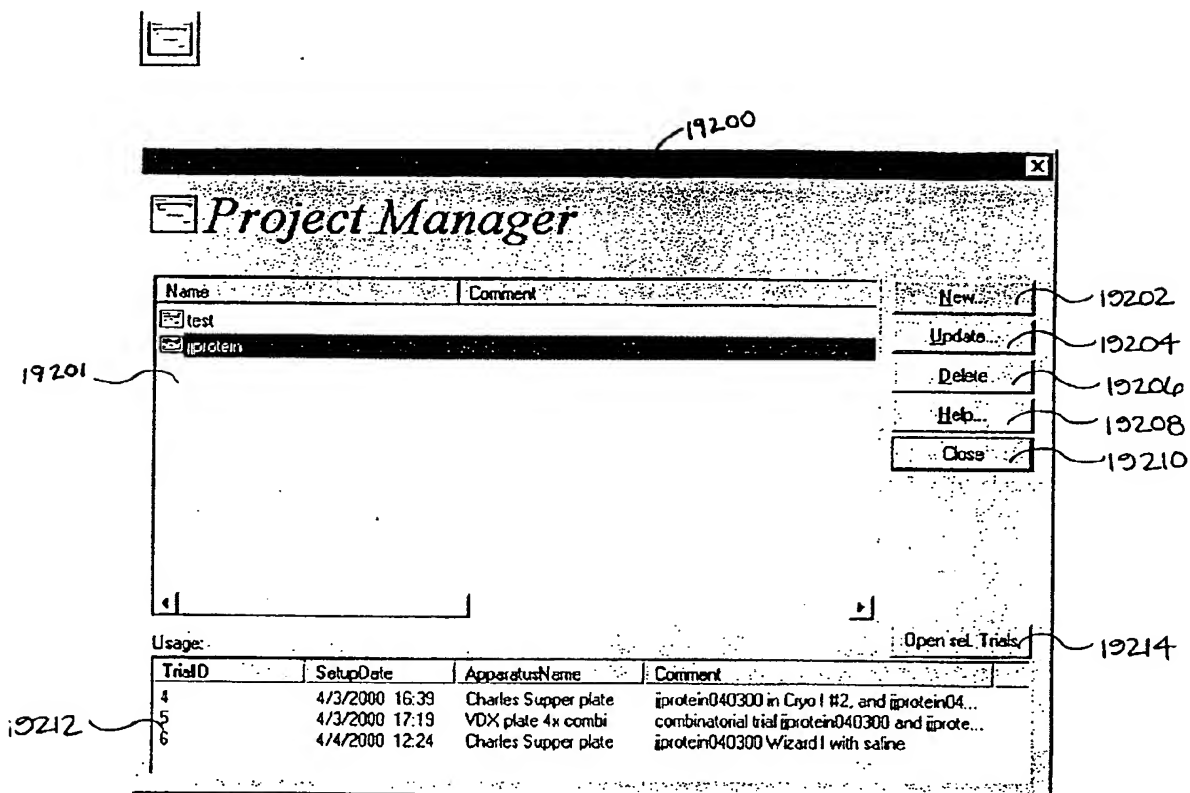 19200
Project Manager
Name Comment
test
jjprotein
19201
New...
19202
Update...
19204
Delete
19206
Help...
19208
Close
19210
Usage:
Open sel. Trials
19214
TrialID SetupDate ApparatusName Comment
4 4/3/2000 16:39 Charles Supper plate jjprotein040300 in Cryo I #2, and jjprotein04...
5 4/3/2000 17:19 VDX plate 4x combi combinatorial trial jjprotein040300 and jjprote...
6 4/4/2000 12:24 Charles Supper plate jjprotein040300 Wizard I with saline
19212